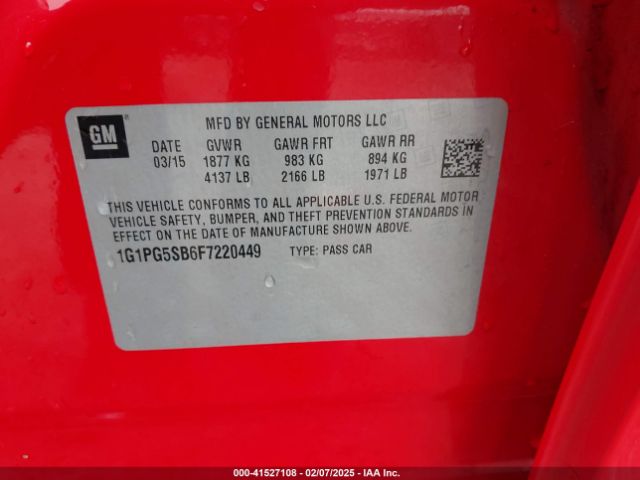 GM
MFD BY GENERAL MOTORS LLC
DATE GVWR GAWR FRT GAWR RR
03/15 1877 KG 983 KG 894 KG
4137 LB 2166 LB 1971 LB
THIS VEHICLE CONFORMS TO ALL APPLICABLE U.S. FEDERAL MOTOR
VEHICLE SAFETY, BUMPER, AND THEFT PREVENTION STANDARDS IN
EFFECT ON THE DATE OF MANUFACTURE SHOWN ABOVE.
1G1PG5SB6F7220449 TYPE: PASS CAR
000-41527108 - 02/07/2025 - IAAI.COM